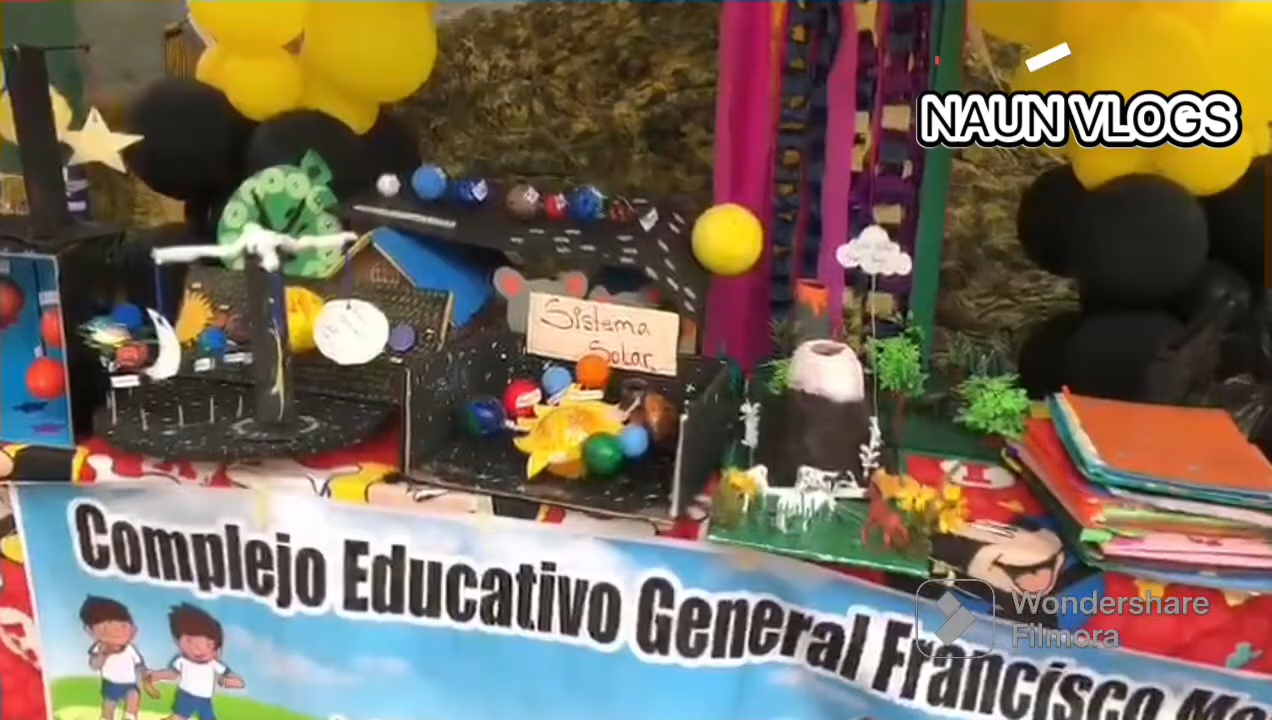 NAUN VLOGS
Sistema
Solar
Complejo Educativo General Francisco
Wondershare
Filmora